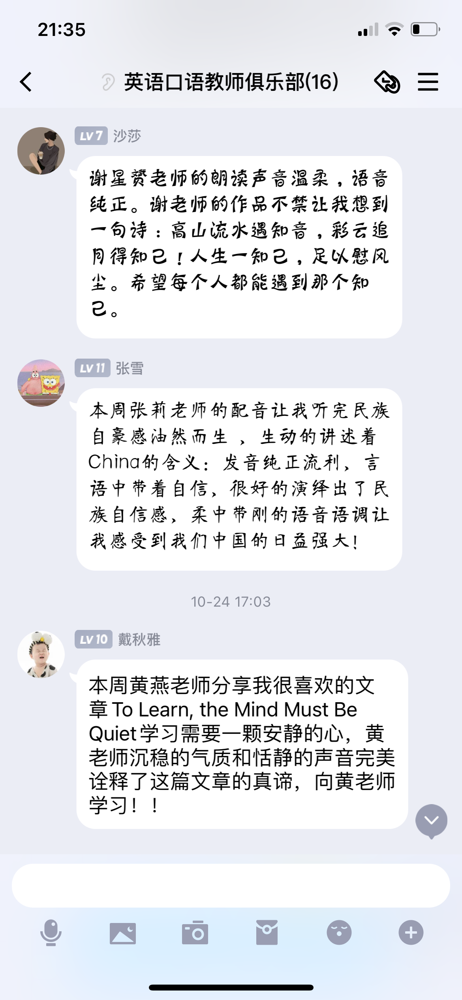 21:35
英语口语教师俱乐部(16)
LV 7 沙莎
谢星赟老师的朗读声音温柔，语音
纯正。谢老师的作品不禁让我想到
一句诗：高山流水遇知音，彩云追
月得知己！人生一知己，足以慰风
尘。希望每个人都能遇到那个知
己。
LV 11 张雪
本周张莉老师的配音让我听完民族
自豪感油然而生 ，生动的讲述着
China的含义：发音纯正流利、言
语中带着自信、很好的演绎出了民
族自信感、柔中带刚的语音语调让
我感受到我们中国的日益强大！
10-24 17:03
LV 10 戴秋雅
本周黄燕老师分享我很喜欢的文
章 To Learn, the Mind Must Be
Quiet 学习需要一颗安静的心，黄
老师沉稳的气质和恬静的声音完美
诠释了这篇文章的真谛，向黄老师
学习！！